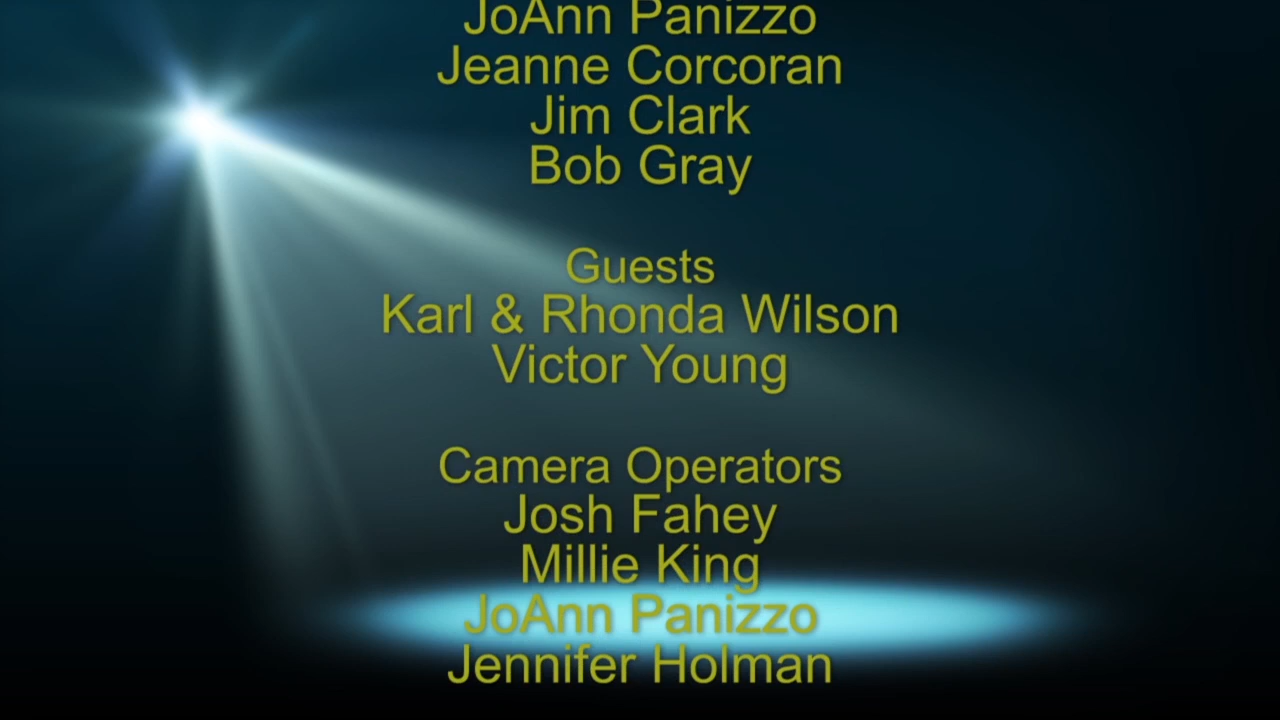 JoAnn Panizzo
Jeanne Corcoran
Jim Clark
Bob Gray
Guests
Karl & Rhonda Wilson
Victor Young
Camera Operators
Josh Fahey
Millie King
JoAnn Panizzo
Jennifer Holman